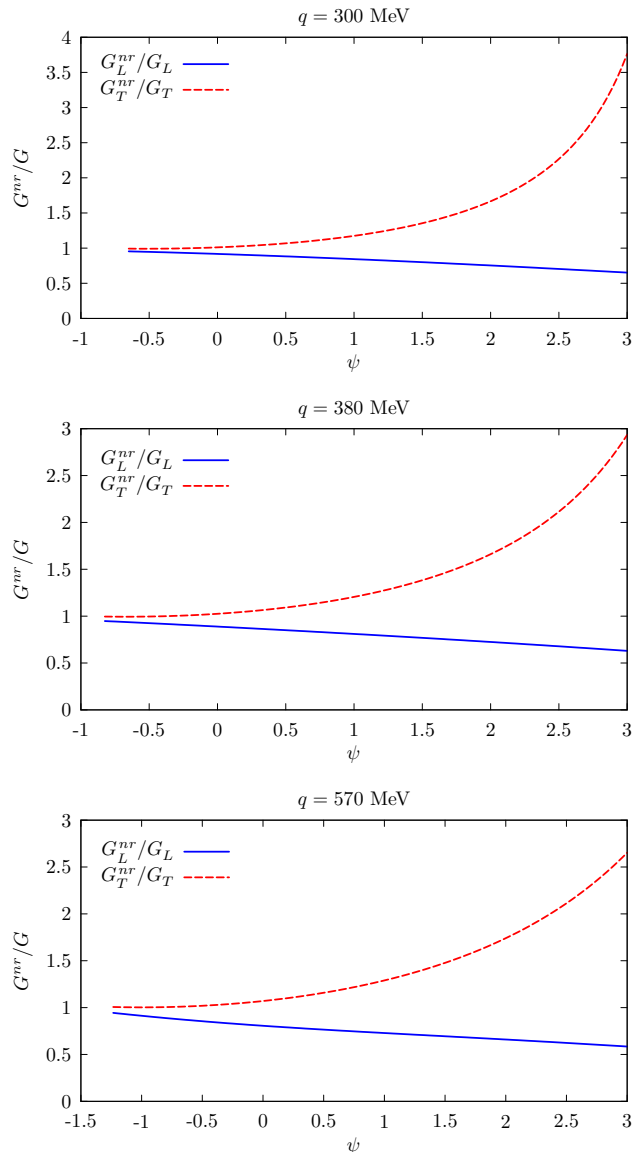 q = 300 MeV
G_L^{nr}/G_L
G_T^{nr}/G_T
4
3.5
3
2.5
2
1.5
1
0.5
0
G^{nr}/G
-1 -0.5 0 0.5 1 1.5 2 2.5 3
ψ
q = 380 MeV
G_L^{nr}/G_L
G_T^{nr}/G_T
3
2.5
2
1.5
1
0.5
0
G^{nr}/G
-1 -0.5 0 0.5 1 1.5 2 2.5 3
ψ
q = 570 MeV
G_L^{nr}/G_L
G_T^{nr}/G_T
3
2.5
2
1.5
1
0.5
0
G^{nr}/G
-1.5 -1 -0.5 0 0.5 1 1.5 2 2.5 3
ψ